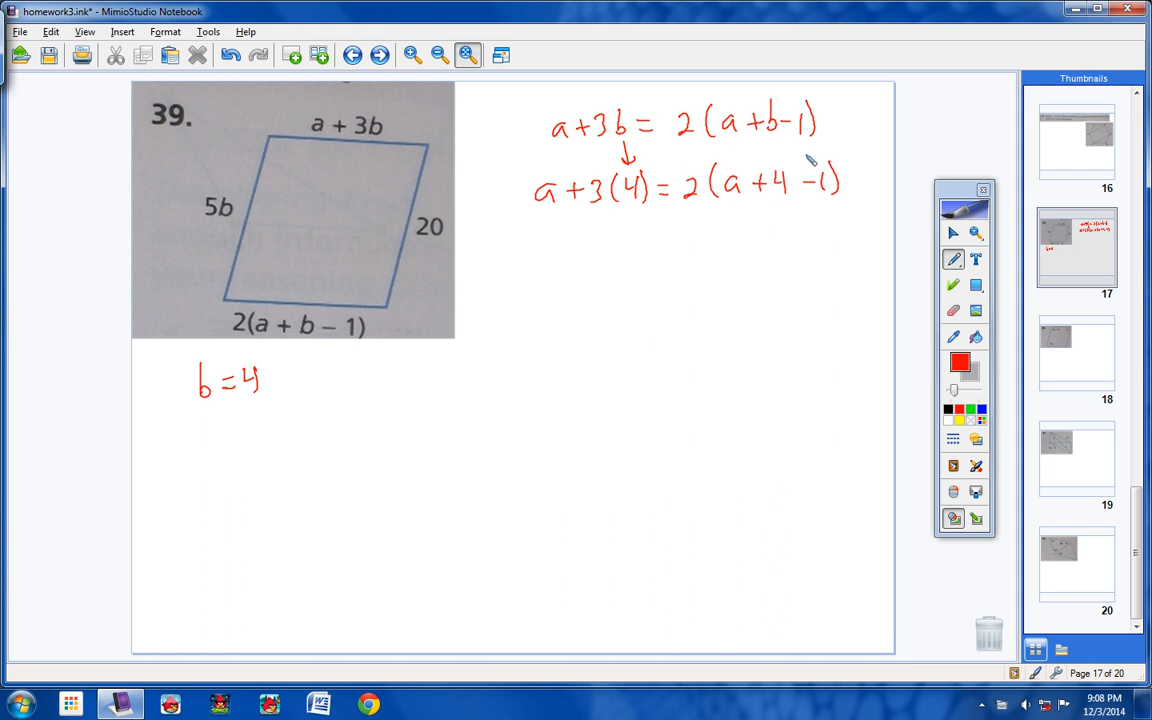 homework3.ink* - MimioStudio Notebook
File Edit View Insert Format Tools Help
Thumbnails
39.
a + 3b
5b
20
2(a + b − 1)
a+3b = 2(a+b-1)
a+3(4) = 2(a+4-1)
b=4
16
17
18
19
20
Page 17 of 20
9:08 PM
12/3/2014